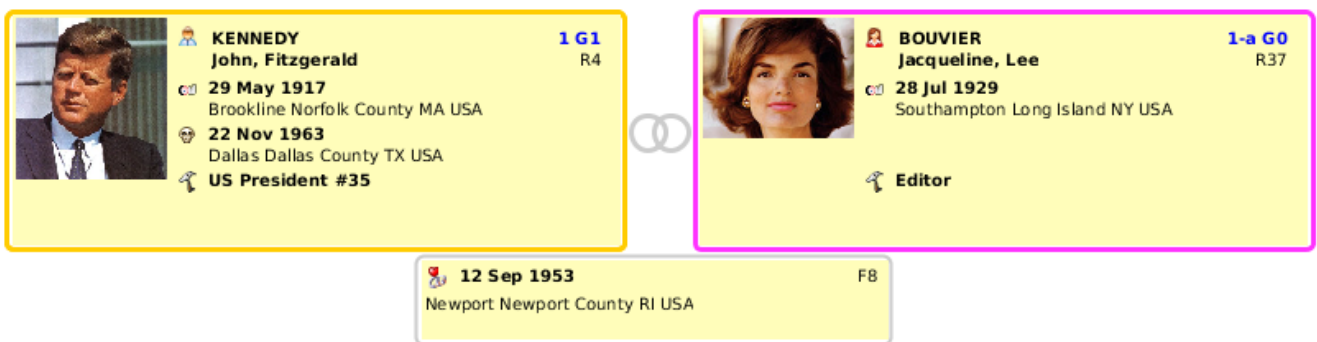 KENNEDY 1 G1
John, Fitzgerald R4
29 May 1917
Brookline Norfolk County MA USA
22 Nov 1963
Dallas Dallas County TX USA
US President #35
BOUVIER 1-a G0
Jacqueline, Lee R37
28 Jul 1929
Southampton Long Island NY USA
Editor
12 Sep 1953 F8
Newport Newport County RI USA